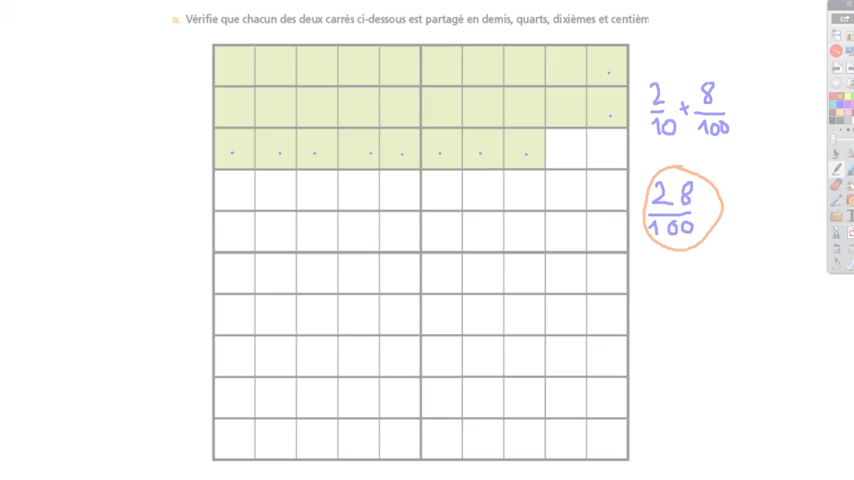 a. Vérifie que chacun des deux carrés ci-dessous est partagé en demis, quarts, dixièmes et centièm
2/10 + 8/100
28/100